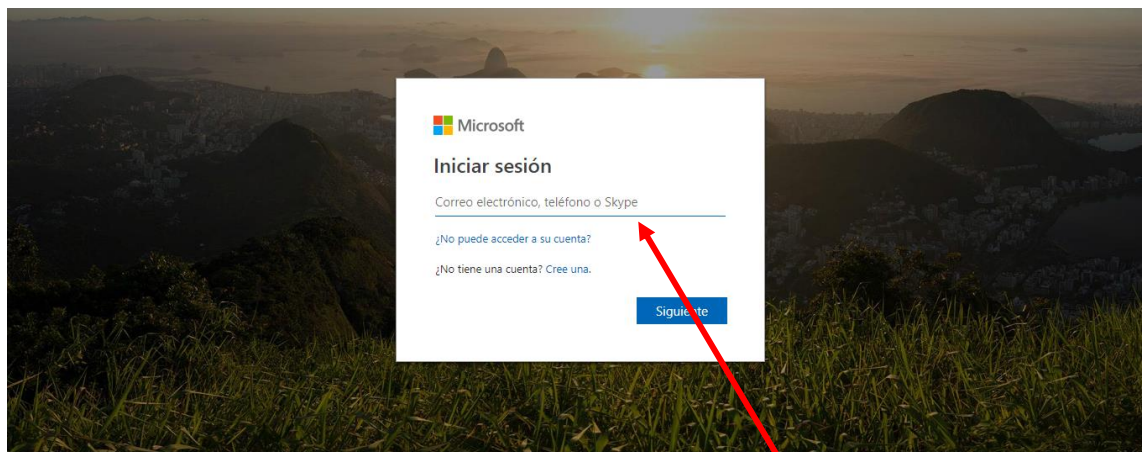 Microsoft
Iniciar sesión
Correo electrónico, teléfono o Skype
¿No puede acceder a su cuenta?
¿No tiene una cuenta? Cree una.
Siguiente